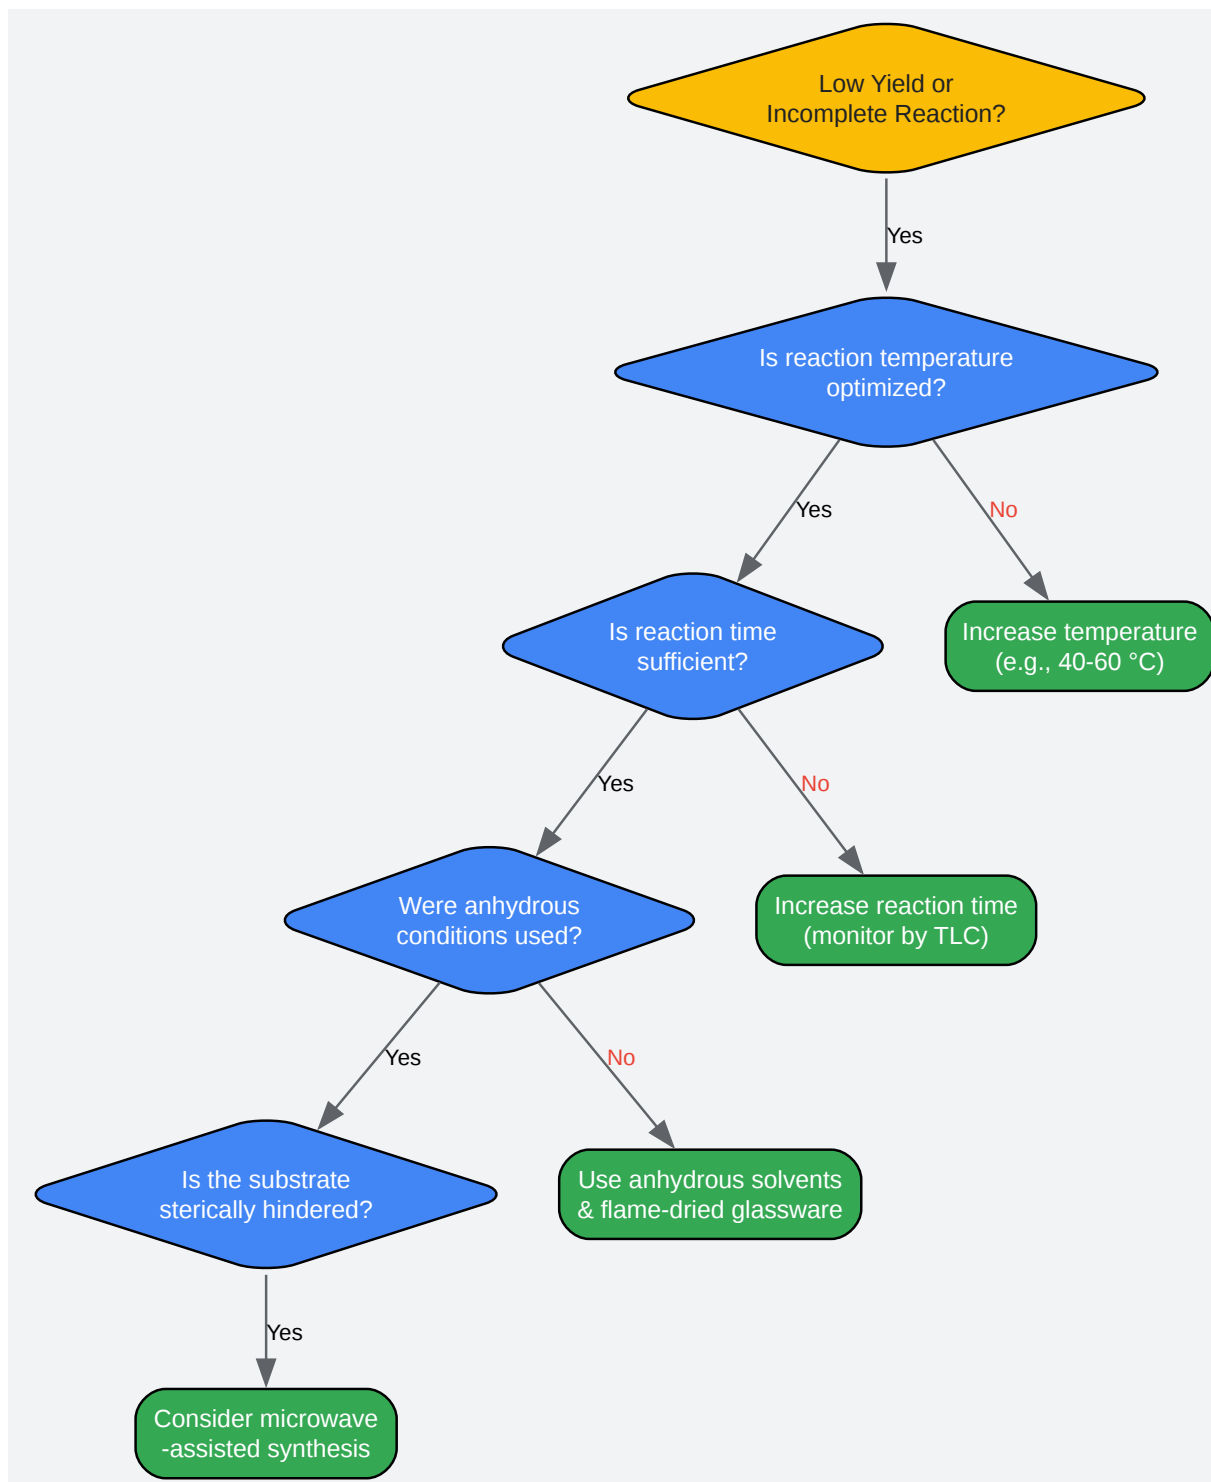 Low Yield or
Incomplete Reaction?
Yes
Is reaction temperature
optimized?
Yes
No
Is reaction time
sufficient?
Increase temperature
(e.g., 40-60 °C)
Yes
No
Were anhydrous
conditions used?
Increase reaction time
(monitor by TLC)
Yes
No
Is the substrate
sterically hindered?
Use anhydrous solvents
& flame-dried glassware
Yes
Consider microwave
-assisted synthesis